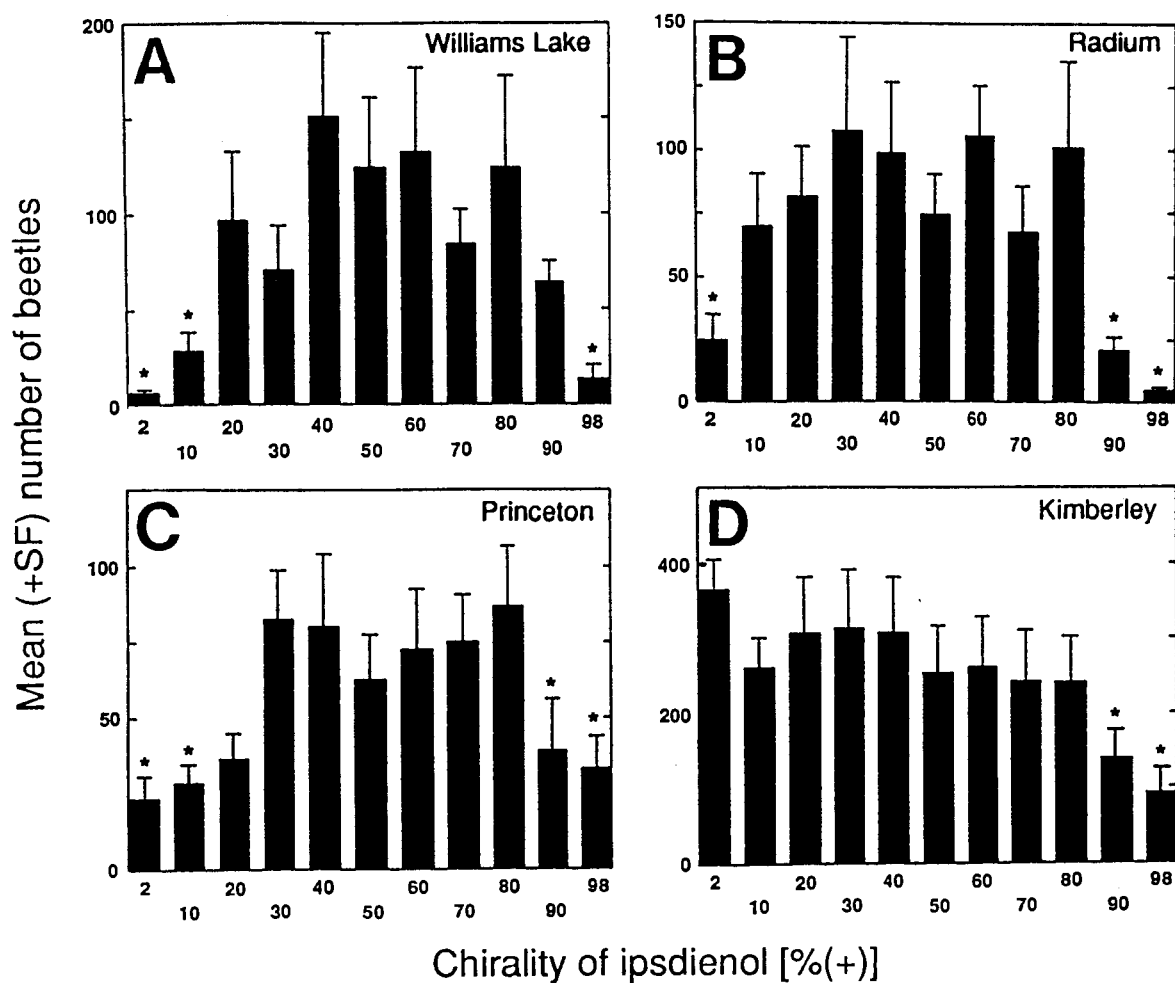 A
Williams Lake
200
100
0
*
*
*
2 20 40 50 60 80 98
10 30 50 70 90
B
Radium
150
100
50
0
*
*
*
2 20 40 60 80 98
10 30 50 70 90
C
Princeton
100
50
0
*
*
*
*
2 20 40 60 80 98
10 30 50 70 90
D
Kimberley
400
200
0
*
*
2 20 40 60 80 98
10 30 50 70 90
Mean (+SF) number of beetles
Chirality of ipsdienol [%(+)]